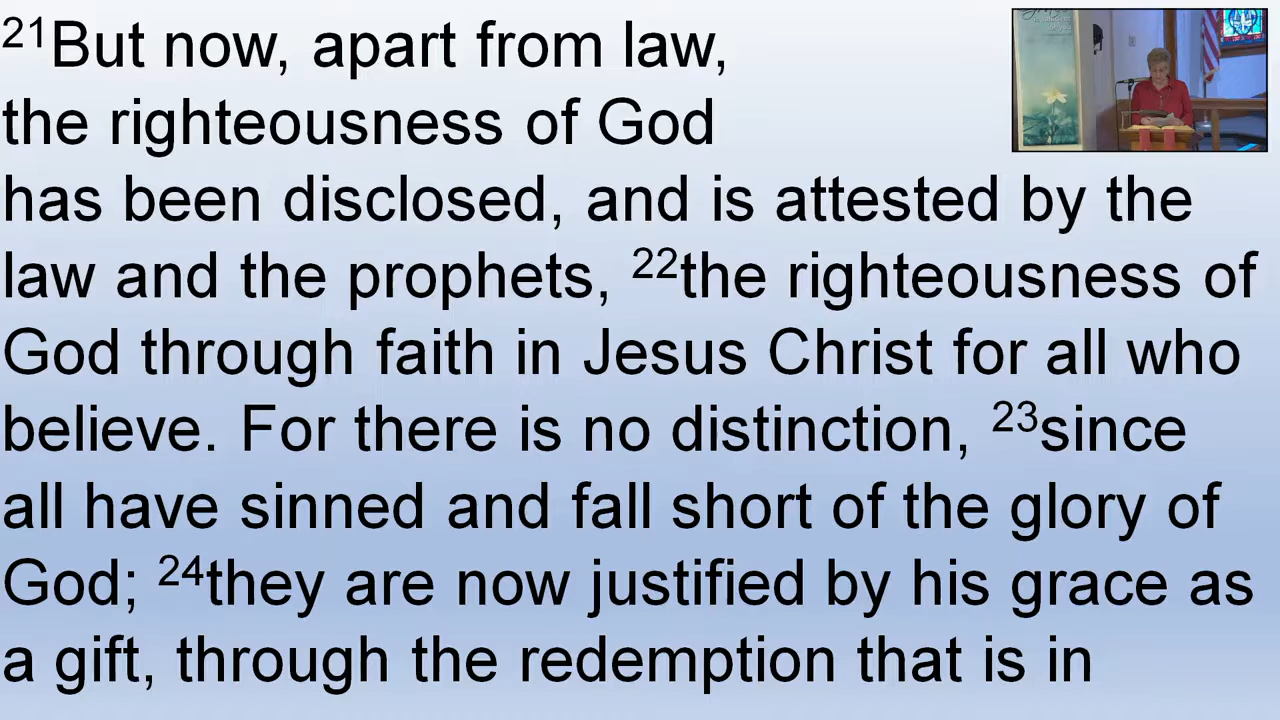 ²¹But now, apart from law,
the righteousness of God
has been disclosed, and is attested by the
law and the prophets, ²²the righteousness of
God through faith in Jesus Christ for all who
believe. For there is no distinction, ²³since
all have sinned and fall short of the glory of
God; ²⁴they are now justified by his grace as
a gift, through the redemption that is in